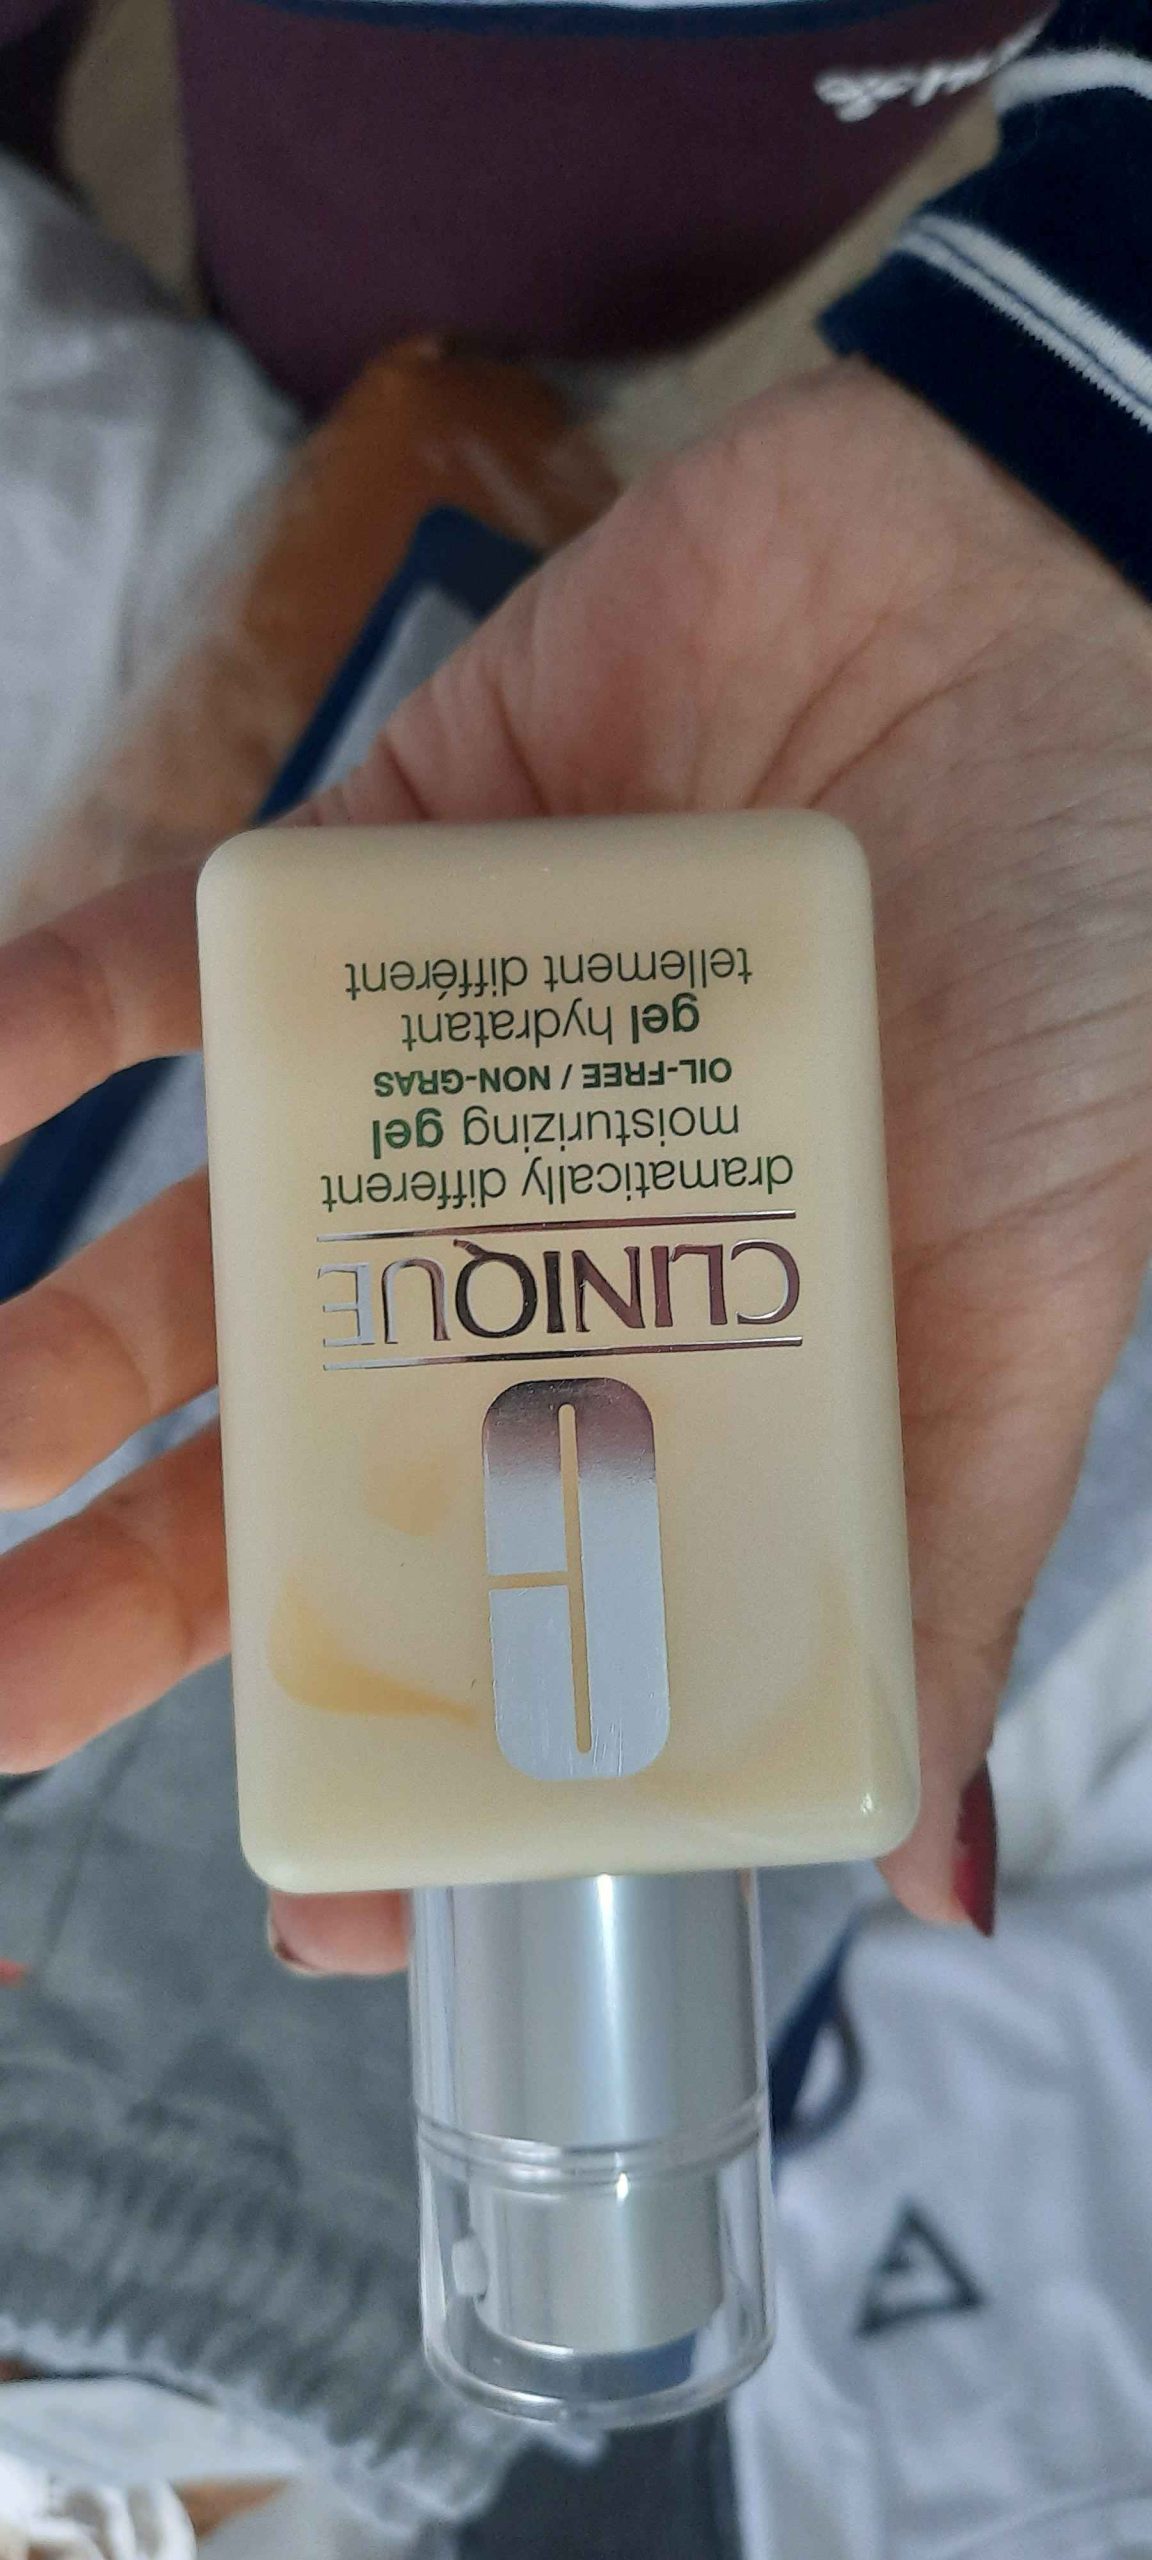 CLINIQUE
dramatically different
moisturizing gel
OIL-FREE / NON-GRAS
gel hydratant
tellement différent